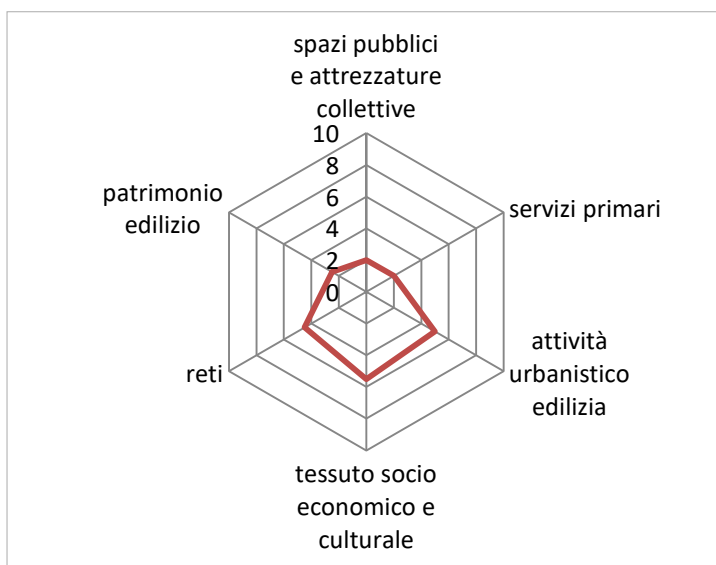 spazi pubblici
e attrezzature
collettive
10
8
6
4
2
0
servizi primari
attività
urbanistico
edilizia
tessuto socio
economico e
culturale
reti
patrimonio
edilizio